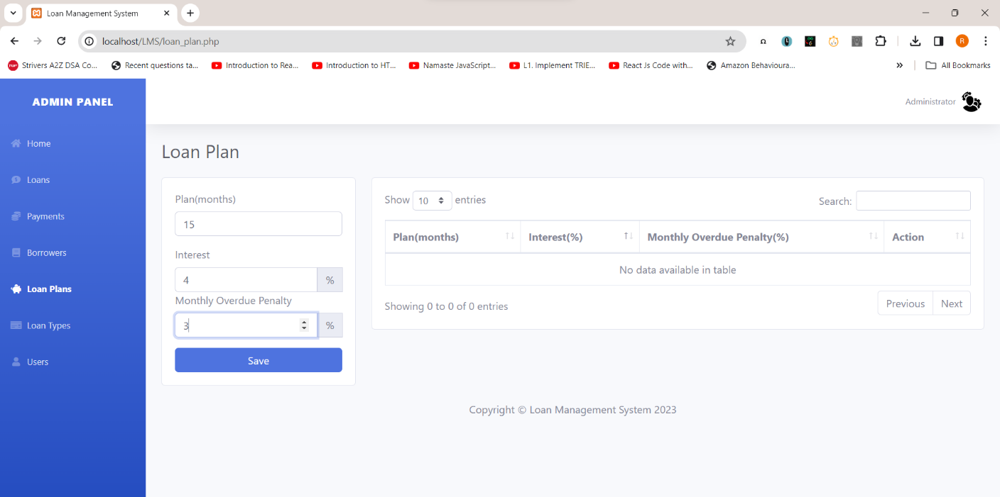 Loan Management System
localhost/LMS/loan_plan.php
R
Strivers A2Z DSA Co... Recent questions ta... Introduction to Rea... Introduction to HT... Namaste JavaScript... L1. Implement TRIE... React Js Code with... Amazon Behavioura... » All Bookmarks
ADMIN PANEL
Administrator
Home
Loans
Payments
Borrowers
Loan Plans
Loan Types
Users
Loan Plan
Plan(months)
15
Interest
4 %
Monthly Overdue Penalty
3 %
Save
Show 10 entries Search:
Plan(months) Interest(%) Monthly Overdue Penalty(%) Action
No data available in table
Showing 0 to 0 of 0 entries Previous Next
Copyright © Loan Management System 2023